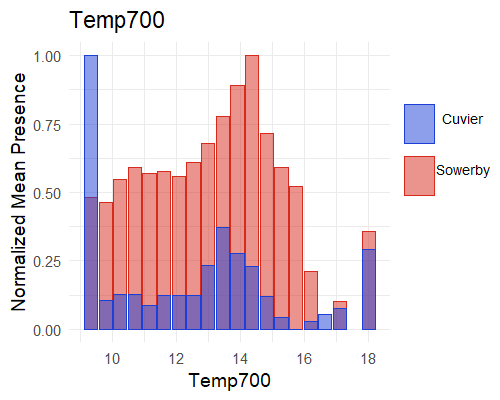 Temp700
Normalized Mean Presence
1.00
0.75
0.50
0.25
0.00
10 12 14 16 18
Temp700
Cuvier
Sowerby